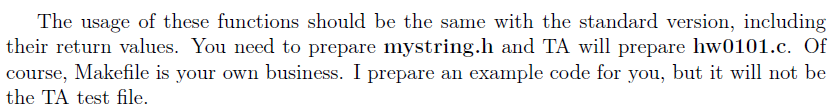 The usage of these functions should be the same with the standard version, including
their return values. You need to prepare mystring.h and TA will prepare hw0101.c. Of
course, Makefile is your own business. I prepare an example code for you, but it will not be
the TA test file.